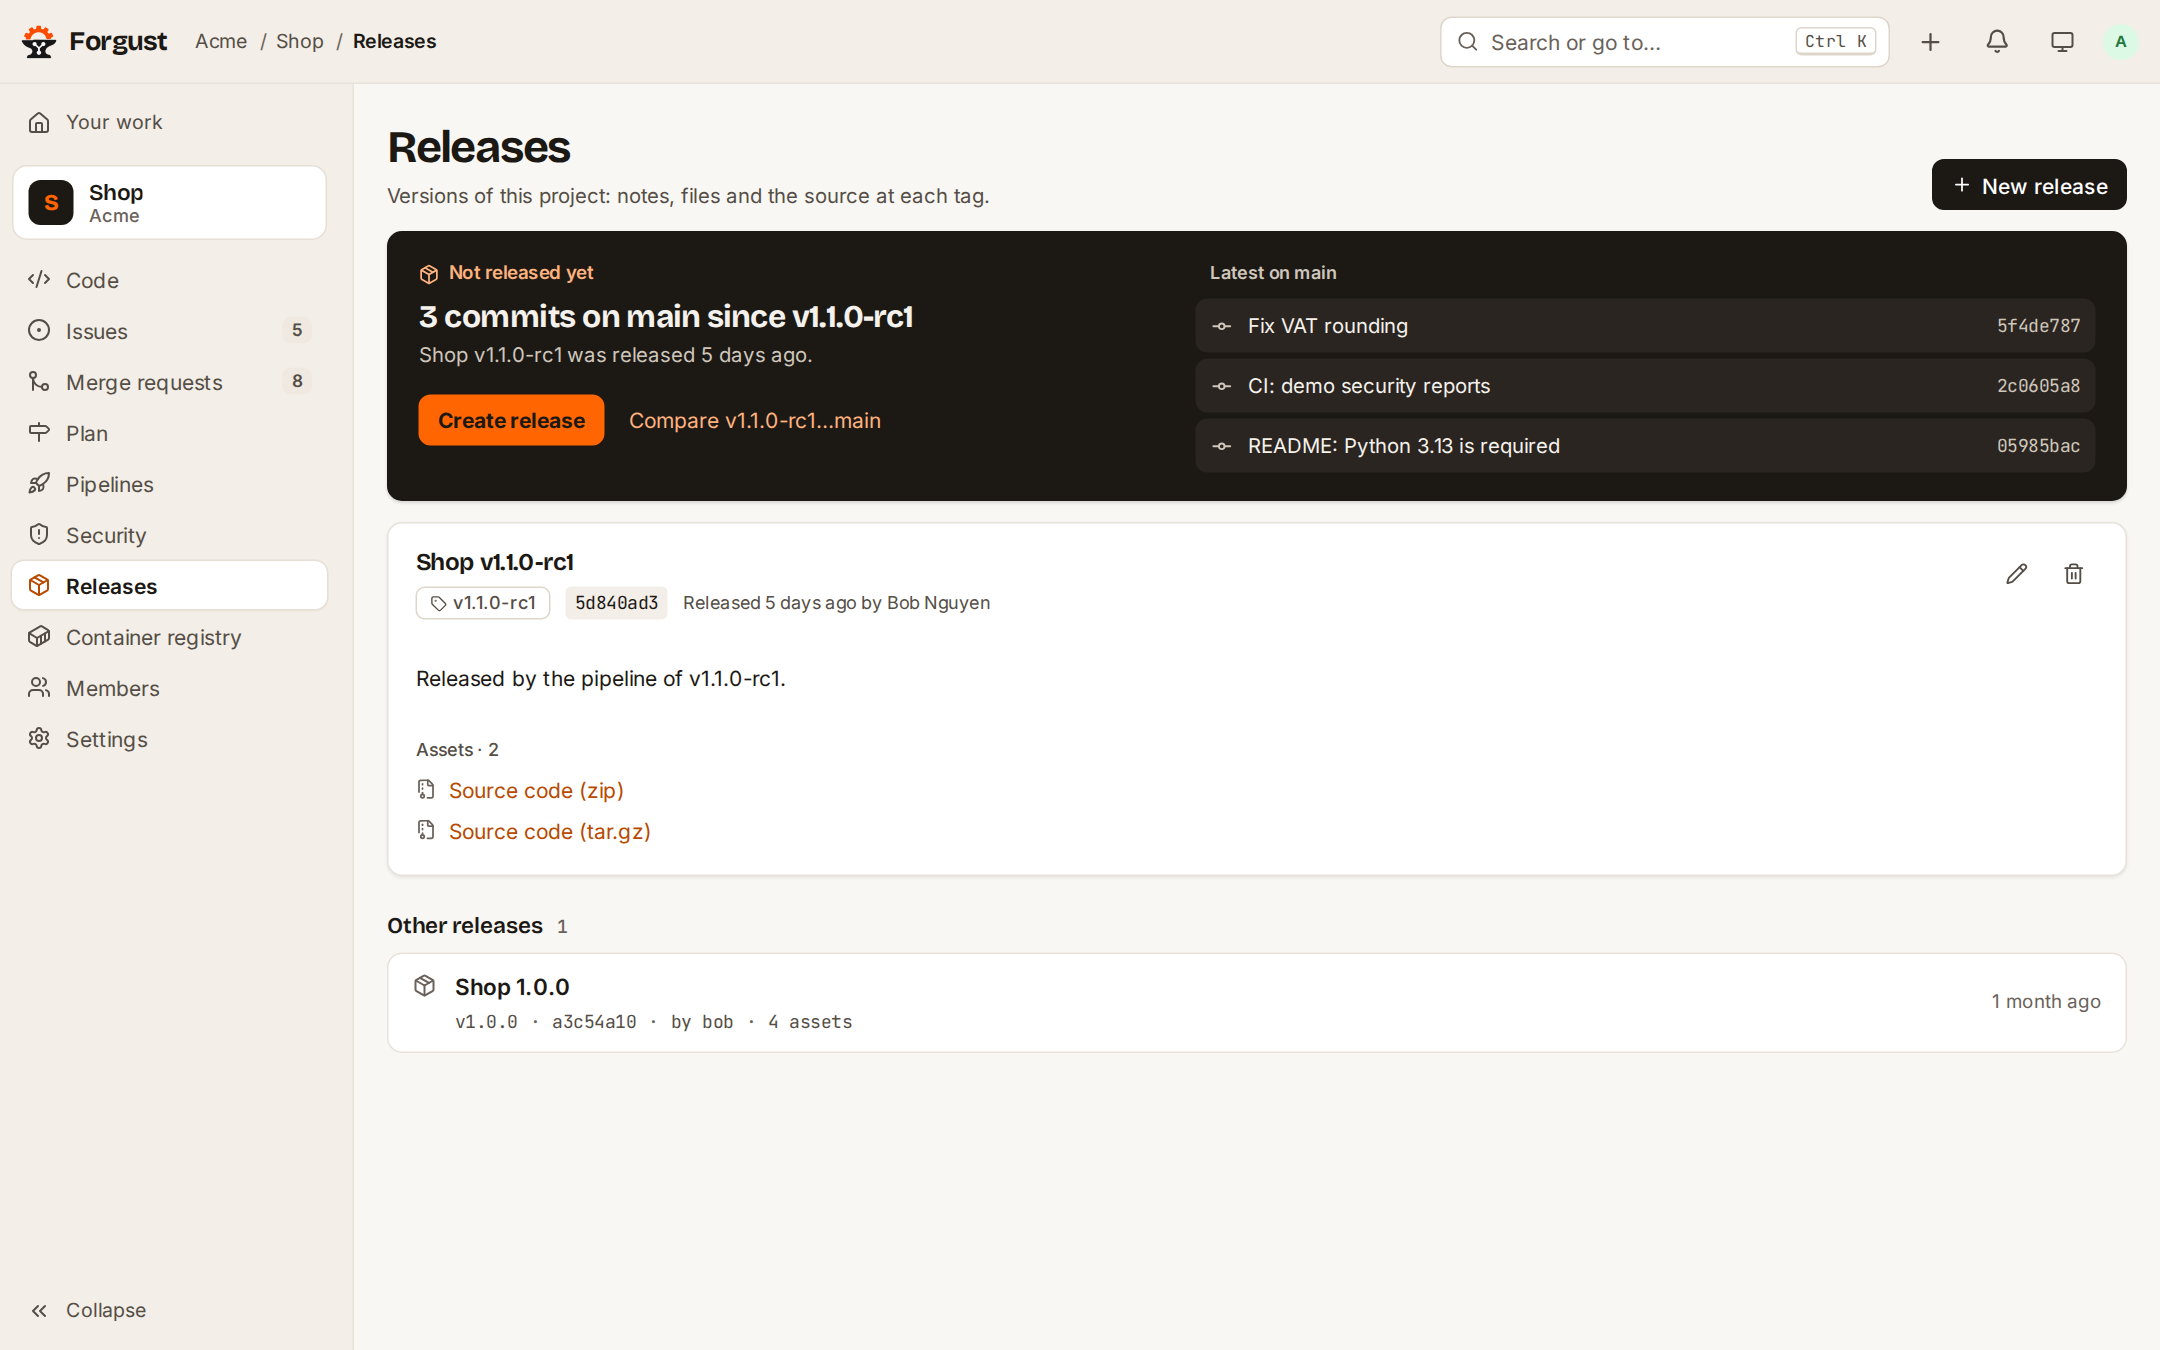 Forgust
Acme / Shop / Releases
Search or go to...
Ctrl K
A
Your work
S
Shop
Acme
Code
Issues 5
Merge requests 8
Plan
Pipelines
Security
Releases
Container registry
Members
Settings
Collapse
Releases
Versions of this project: notes, files and the source at each tag.
+ New release
Not released yet
3 commits on main since v1.1.0-rc1
Shop v1.1.0-rc1 was released 5 days ago.
Create release
Compare v1.1.0-rc1...main
Latest on main
Fix VAT rounding 5f4de787
CI: demo security reports 2c0605a8
README: Python 3.13 is required 05985bac
Shop v1.1.0-rc1
v1.1.0-rc1 5d840ad3 Released 5 days ago by Bob Nguyen
Released by the pipeline of v1.1.0-rc1.
Assets · 2
Source code (zip)
Source code (tar.gz)
Other releases 1
Shop 1.0.0
v1.0.0 · a3c54a10 · by bob · 4 assets
1 month ago